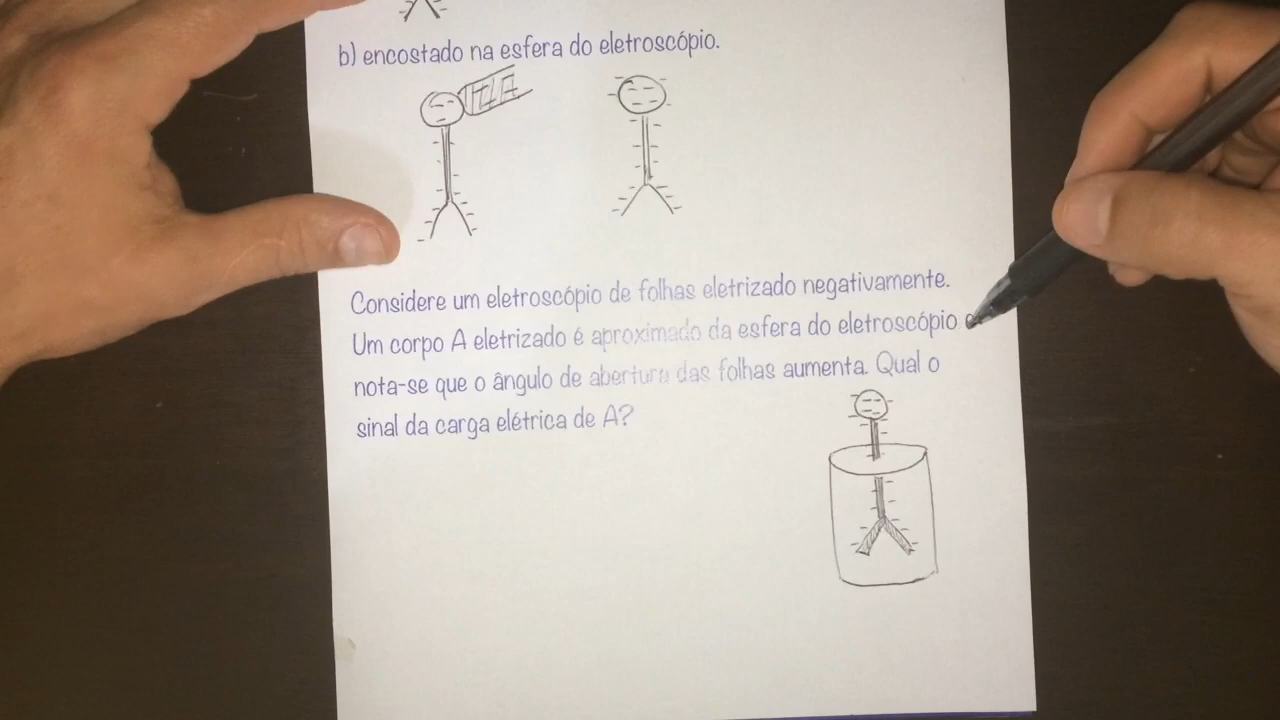 b) encostado na esfera do eletroscópio.
Considere um eletroscópio de folhas eletrizado negativamente.
Um corpo A eletrizado é aproximado da esfera do eletroscópio e
nota-se que o ângulo de abertura das folhas aumenta. Qual o
sinal da carga elétrica de A?